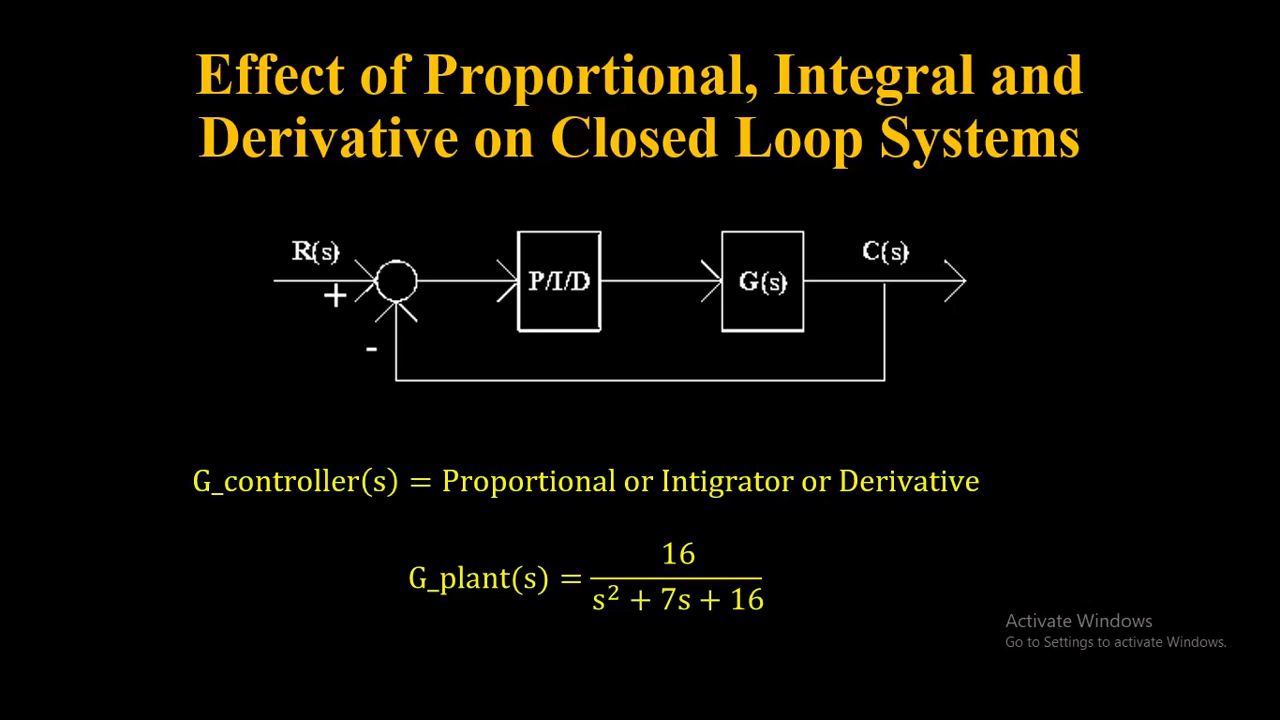 Effect of Proportional, Integral and
Derivative on Closed Loop Systems
R(s)
+
-
P/I/D
G(s)
C(s)
G_controller(s) = Proportional or Intigrator or Derivative
G_plant(s) = 16
s² + 7s + 16
Activate Windows
Go to Settings to activate Windows.